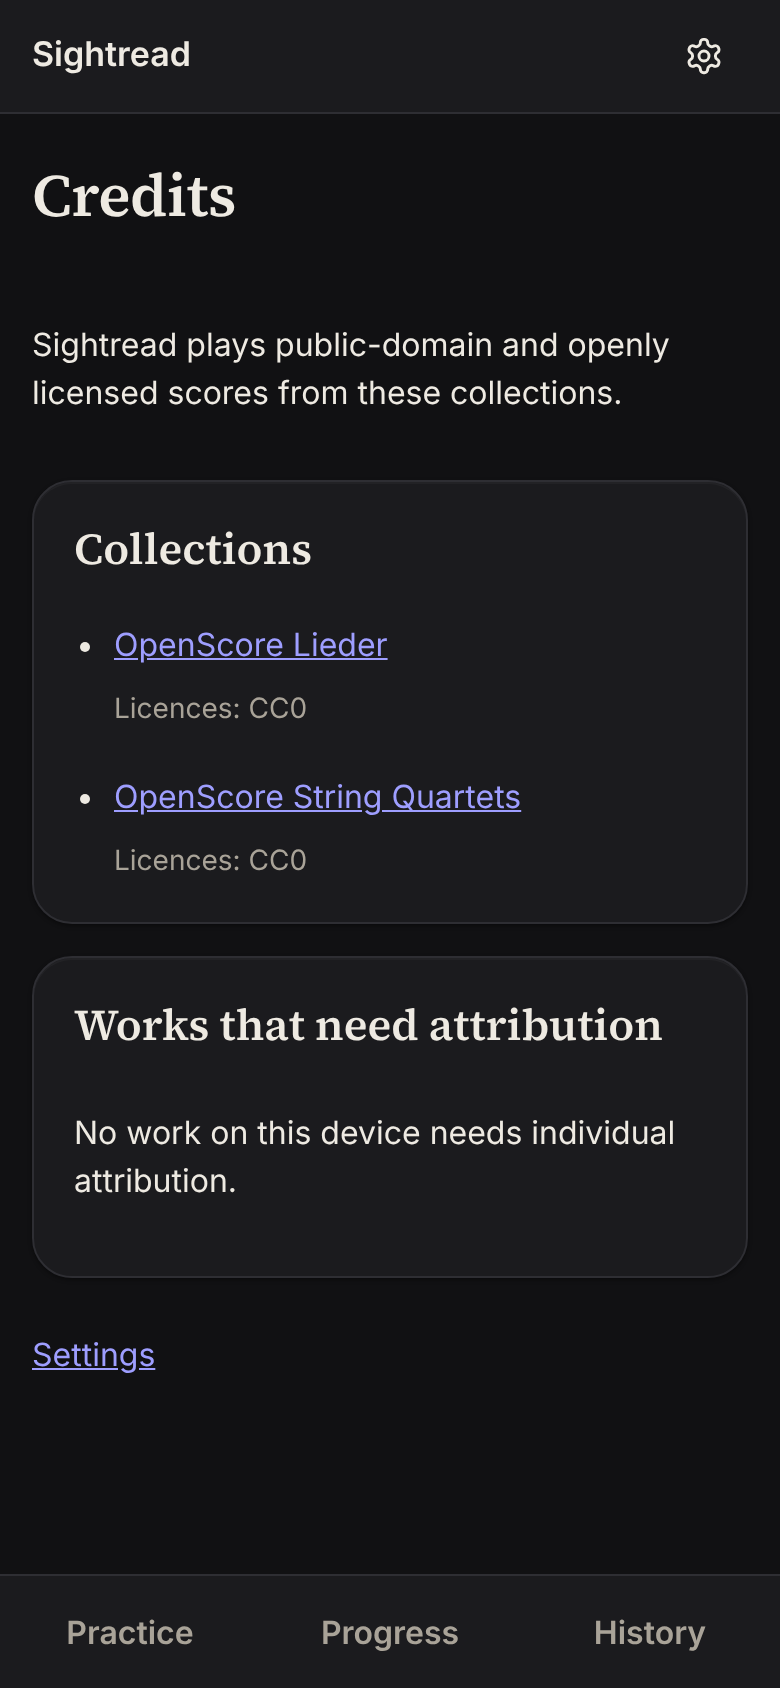 Sightread
Credits
Sightread plays public-domain and openly
licensed scores from these collections.
Collections
• OpenScore Lieder
Licences: CC0
• OpenScore String Quartets
Licences: CC0
Works that need attribution
No work on this device needs individual
attribution.
Settings
Practice Progress History